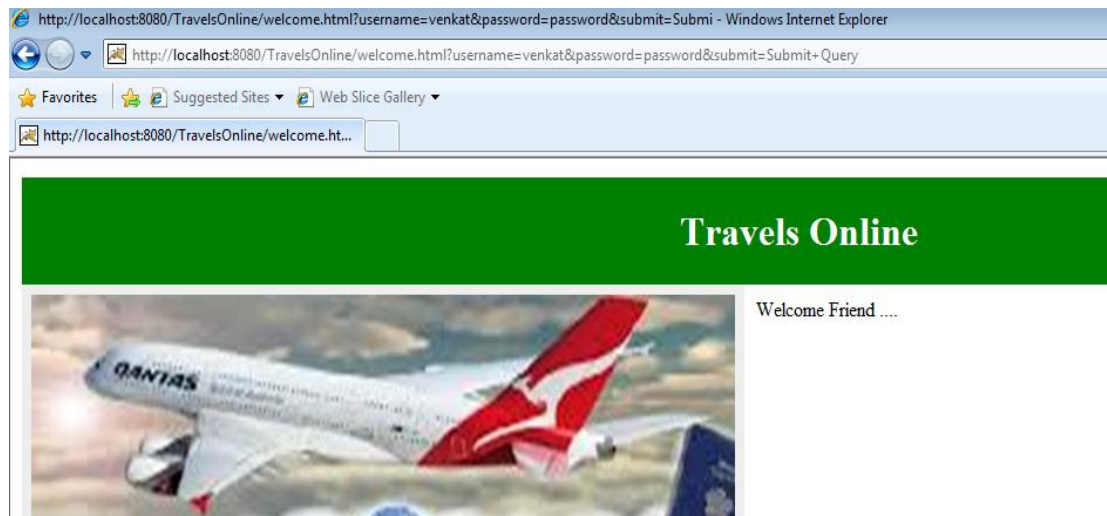 http://localhost:8080/TravelsOnline/welcome.html?username=venkat&password=password&submit=Submi - Windows Internet Explorer
http://localhost:8080/TravelsOnline/welcome.html?username=venkat&password=password&submit=Submit+Query
Favorites Suggested Sites Web Slice Gallery
http://localhost:8080/TravelsOnline/welcome.ht...
Travels Online
Welcome Friend ....
QANTAS